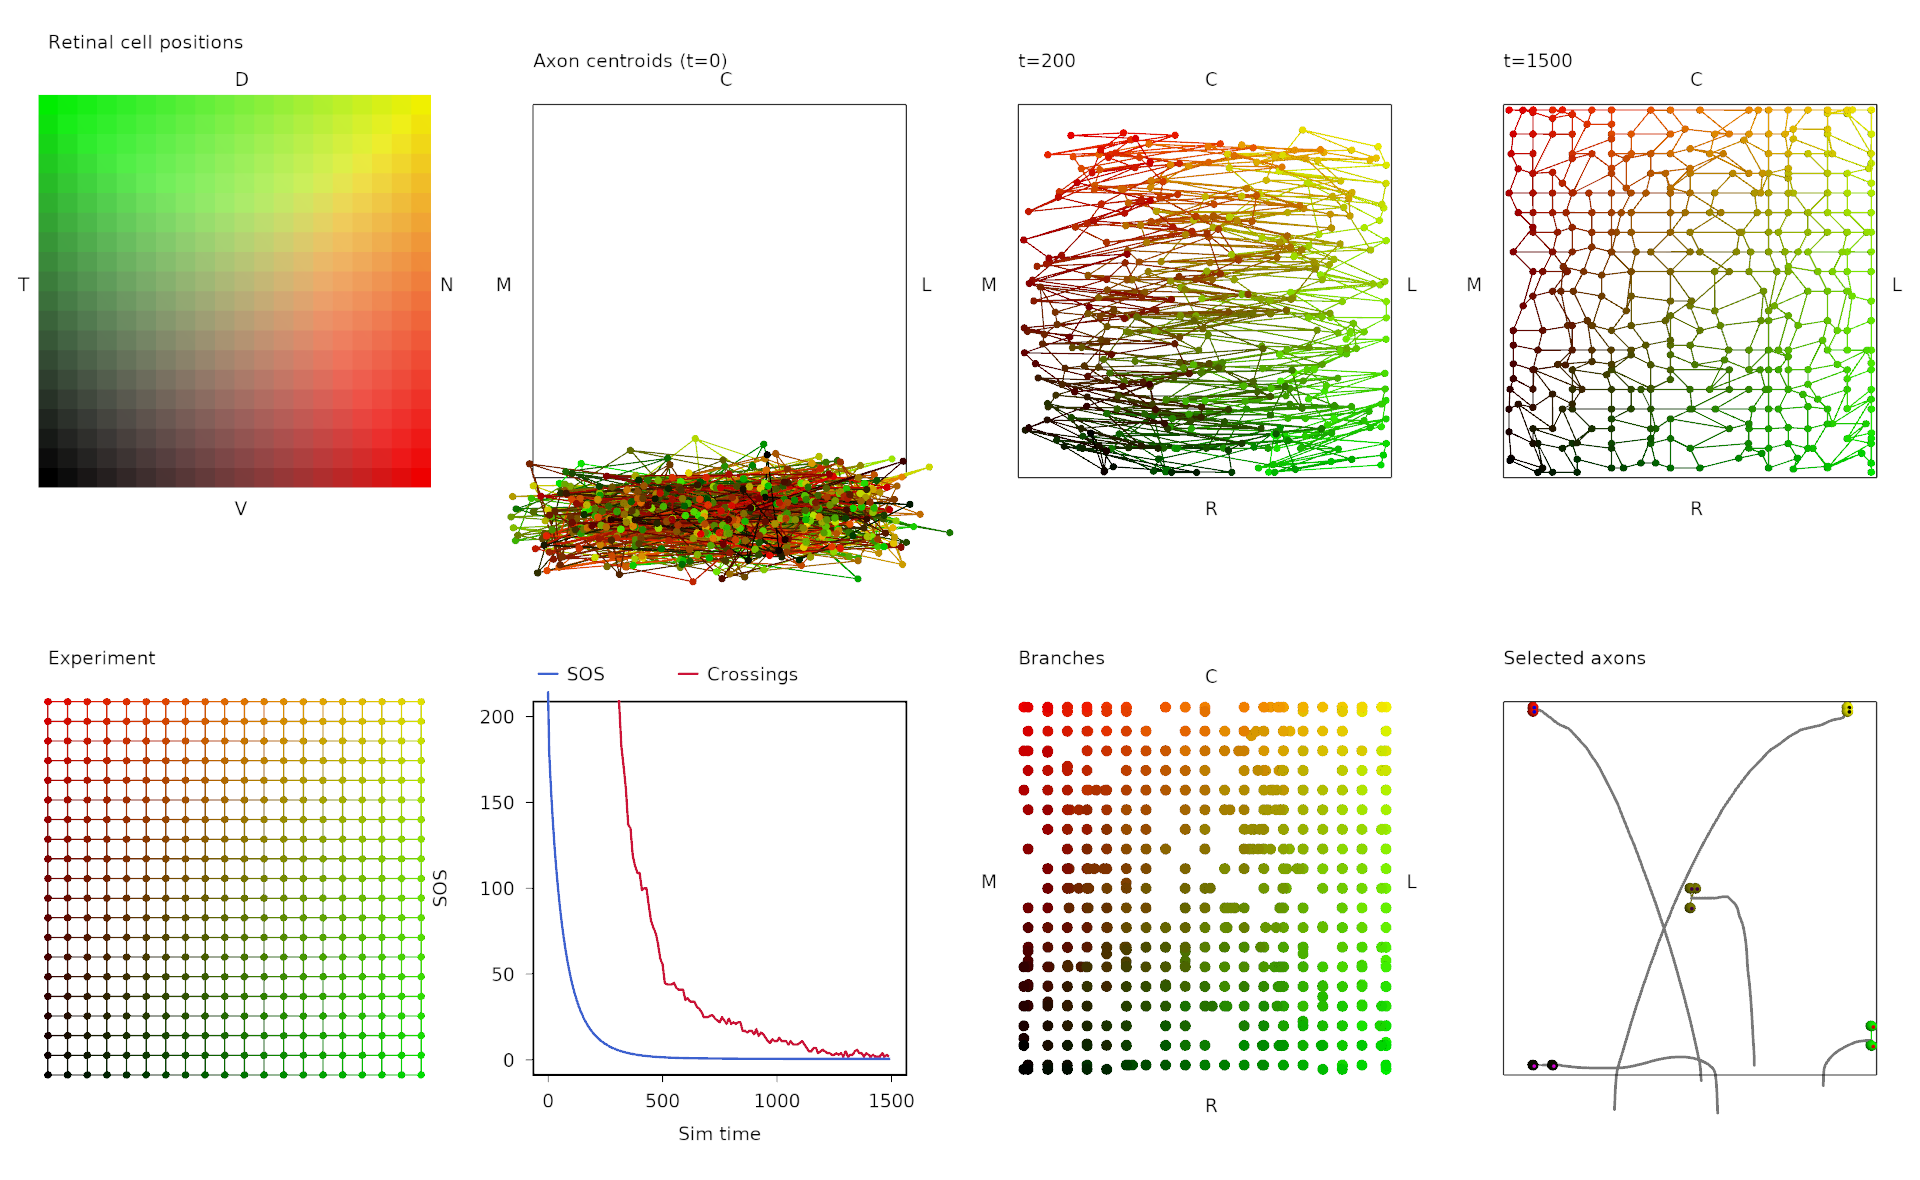 Retinal cell positions
D
T
N
V
Axon centroids (t=0)
C
M
L
t=200
C
M
L
R
t=1500
C
M
L
R
Experiment
SOS
Crossings
SOS
200
150
100
50
0
0
500
1000
1500
Sim time
Branches
C
M
L
R
Selected axons